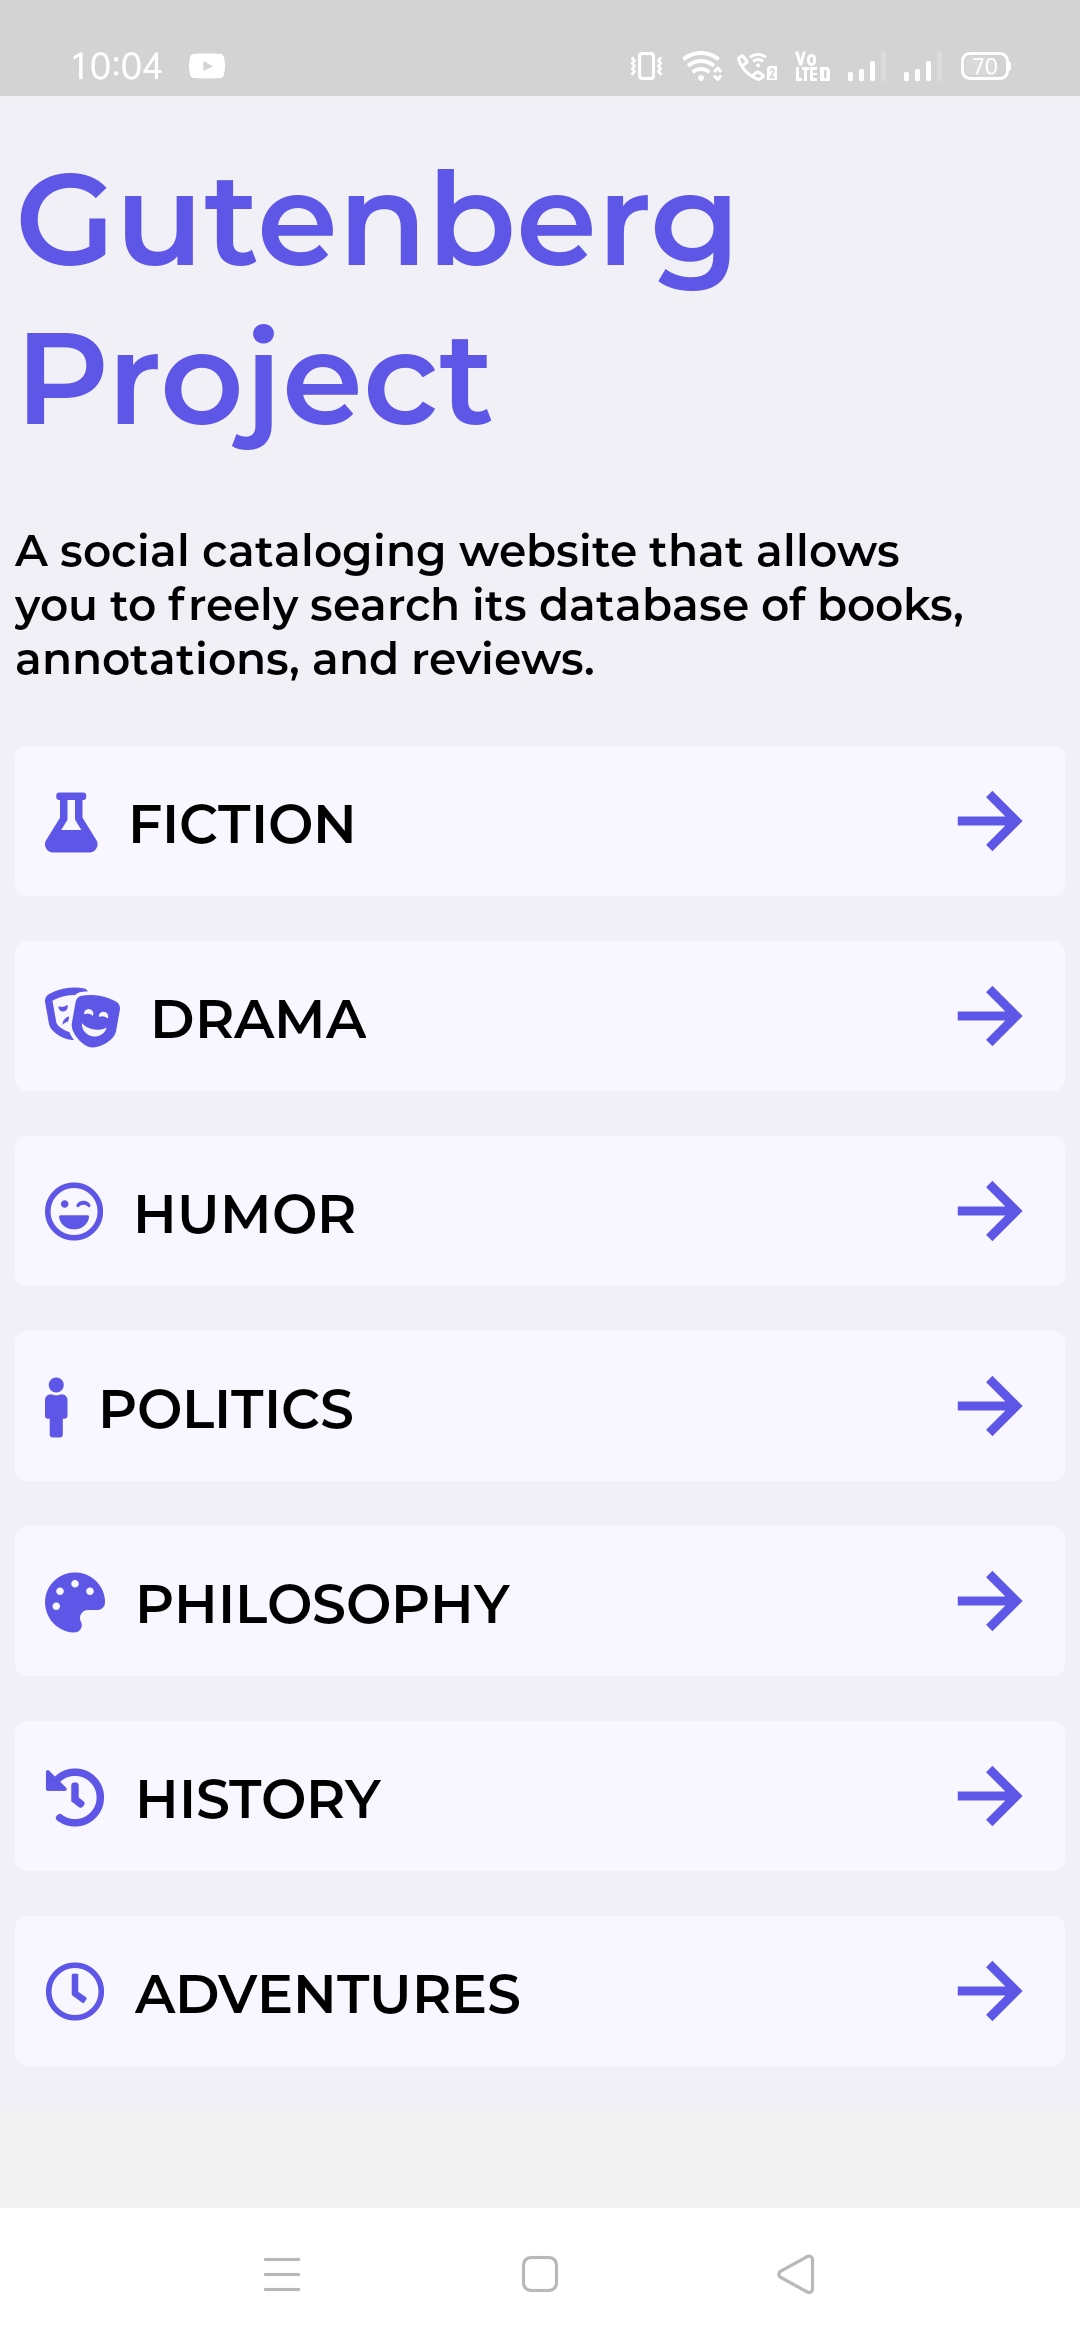 10:04
Vo
LTE
2
70
Gutenberg
Project
A social cataloging website that allows
you to freely search its database of books,
annotations, and reviews.
FICTION
DRAMA
HUMOR
POLITICS
PHILOSOPHY
HISTORY
ADVENTURES